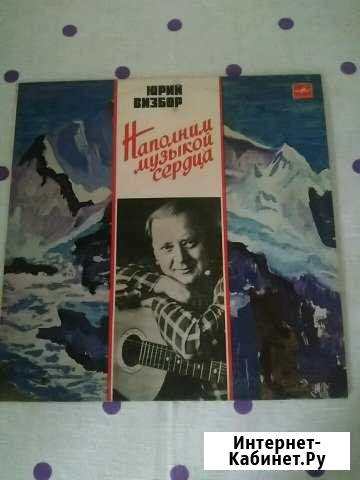 ЮРИЙ
ВИЗБОР
Наполним
музыкой
сердца
Интернет-
Кабинет.Ру